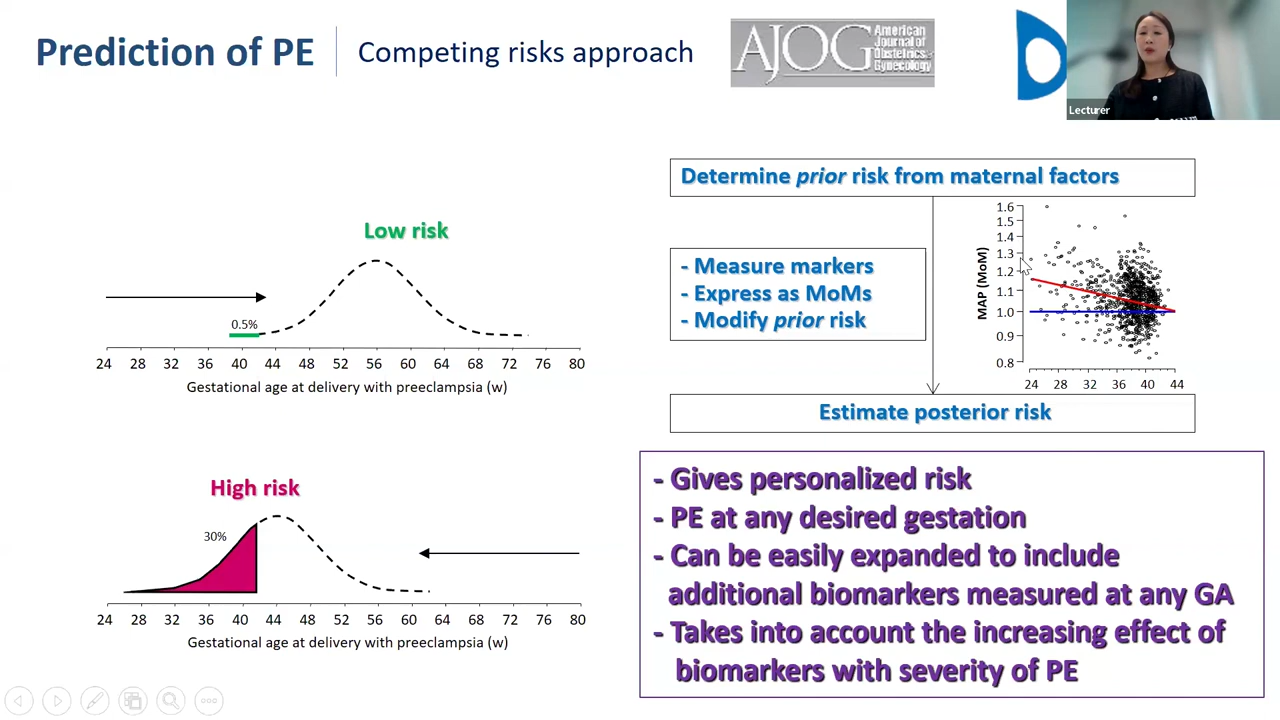 Prediction of PE
Competing risks approach
AJOG
American
Journal of
Obstetrics
Gynecology
Lecturer
Low risk
0.5%
24 28 32 36 40 44 48 52 56 60 64 68 72 76 80
Gestational age at delivery with preeclampsia (w)
High risk
30%
24 28 32 36 40 44 48 52 56 60 64 68 72 76 80
Gestational age at delivery with preeclampsia (w)
Determine prior risk from maternal factors
- Measure markers
- Express as MoMs
- Modify prior risk
MAP (MoM)
1.6
1.5
1.4
1.3
1.2
1.1
1.0
0.9
0.8
24 28 32 36 40 44
Estimate posterior risk
- Gives personalized risk
- PE at any desired gestation
- Can be easily expanded to include
additional biomarkers measured at any GA
- Takes into account the increasing effect of
biomarkers with severity of PE